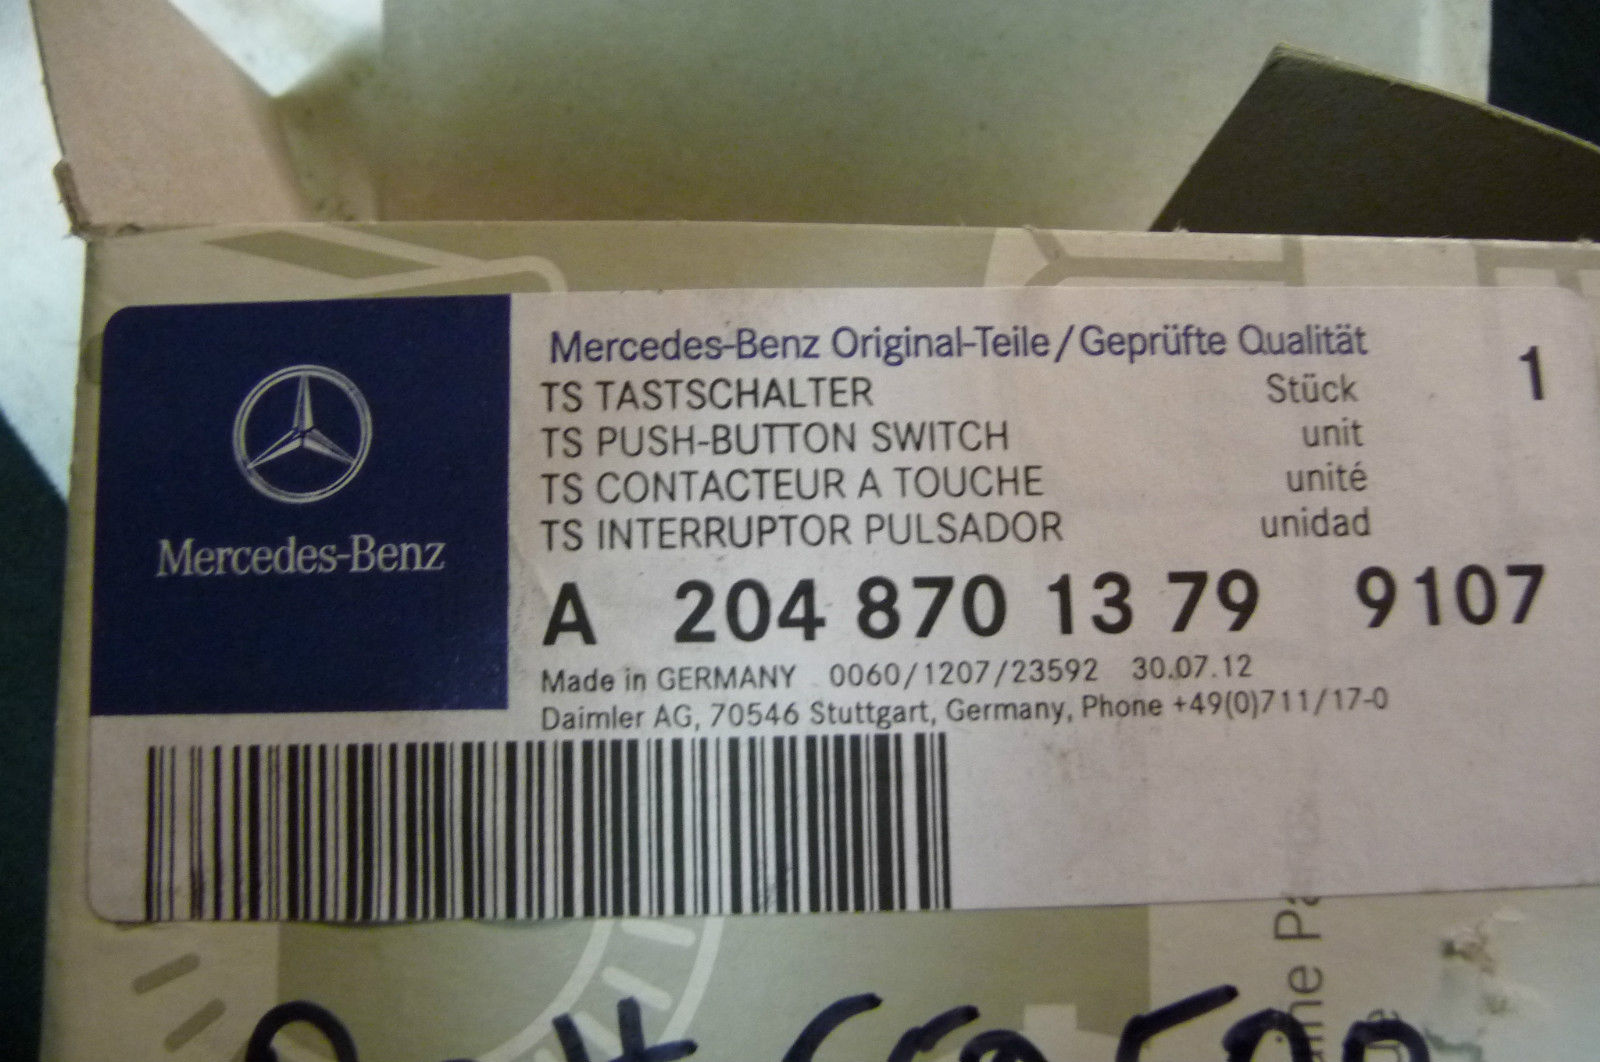 Mercedes-Benz
Mercedes-Benz Original-Teile/Geprüfte Qualität
TS TASTSCHALTER Stück 1
TS PUSH-BUTTON SWITCH unit
TS CONTACTEUR A TOUCHE unité
TS INTERRUPTOR PULSADOR unidad
A 204 870 13 79 9107
Made in GERMANY 0060/1207/23592 30.07.12
Daimler AG, 70546 Stuttgart, Germany, Phone +49(0)711/17-0